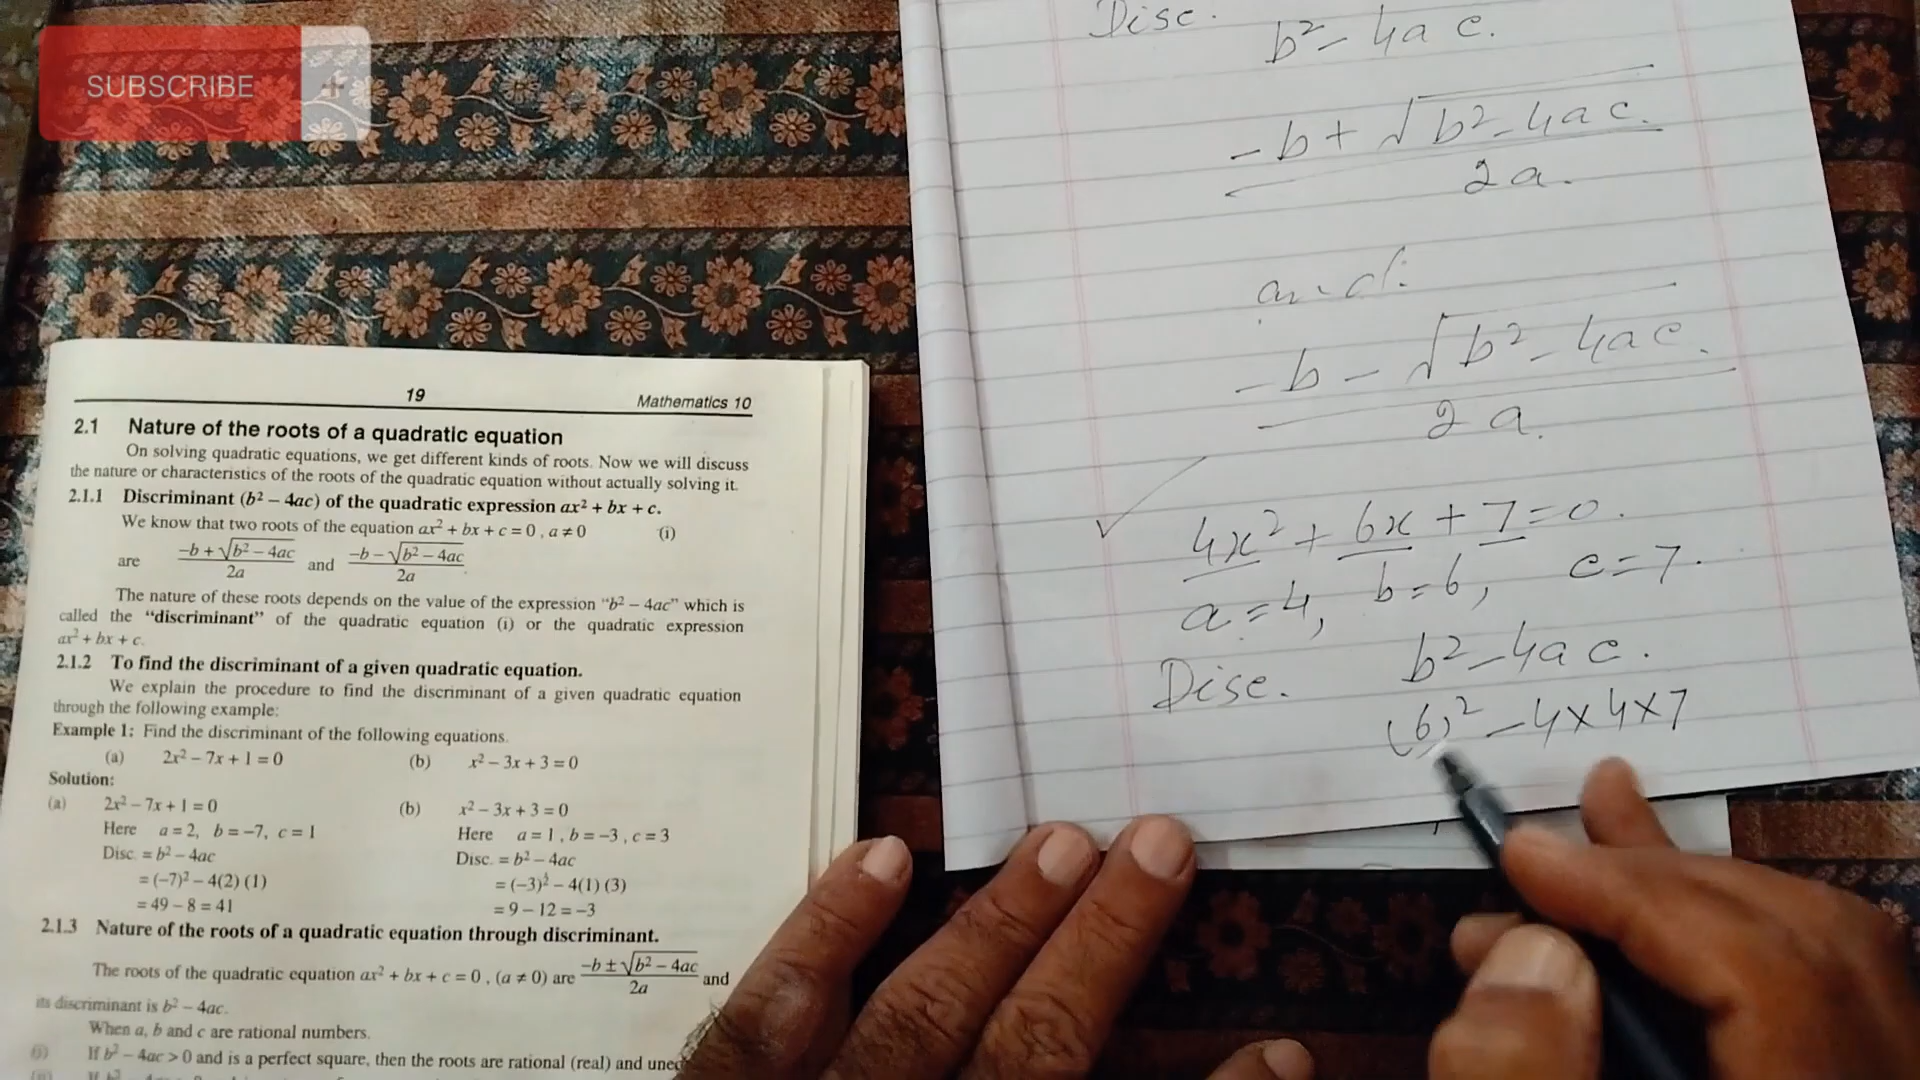 SUBSCRIBE
19 Mathematics 10
2.1 Nature of the roots of a quadratic equation
On solving quadratic equations, we get different kinds of roots. Now we will discuss
the nature or characteristics of the roots of the quadratic equation without actually solving it.
2.1.1 Discriminant (b² – 4ac) of the quadratic expression ax² + bx + c.
We know that two roots of the equation ax² + bx + c = 0 , a ≠ 0 (i)
are (–b + √(b² – 4ac))/2a and (–b – √(b² – 4ac))/2a
The nature of these roots depends on the value of the expression "b² – 4ac" which is
called the "discriminant" of the quadratic equation (i) or the quadratic expression
ax² + bx + c.
2.1.2 To find the discriminant of a given quadratic equation.
We explain the procedure to find the discriminant of a given quadratic equation
through the following example:
Example 1: Find the discriminant of the following equations.
(a) 2x² – 7x + 1 = 0 (b) x² – 3x + 3 = 0
Solution:
(a) 2x² – 7x + 1 = 0 (b) x² – 3x + 3 = 0
Here a = 2, b = –7, c = 1 Here a = 1 , b = –3 , c = 3
Disc. = b² – 4ac Disc. = b² – 4ac
= (–7)² – 4(2) (1) = (–3)² – 4(1) (3)
= 49 – 8 = 41 = 9 – 12 = –3
2.1.3 Nature of the roots of a quadratic equation through discriminant.
The roots of the quadratic equation ax² + bx + c = 0 , (a ≠ 0) are (–b ± √(b² – 4ac))/2a and
its discriminant is b² – 4ac.
When a, b and c are rational numbers.
(i) If b² – 4ac > 0 and is a perfect square, then the roots are rational (real) and
Disc. b² – 4ac.
–b + √b² – 4ac.
2a.
and.
–b – √b² – 4ac.
2a.
4x² + 6x + 7 = 0.
a = 4, b = 6, c = 7.
Disc. b² – 4ac.
(6)² – 4×4×7